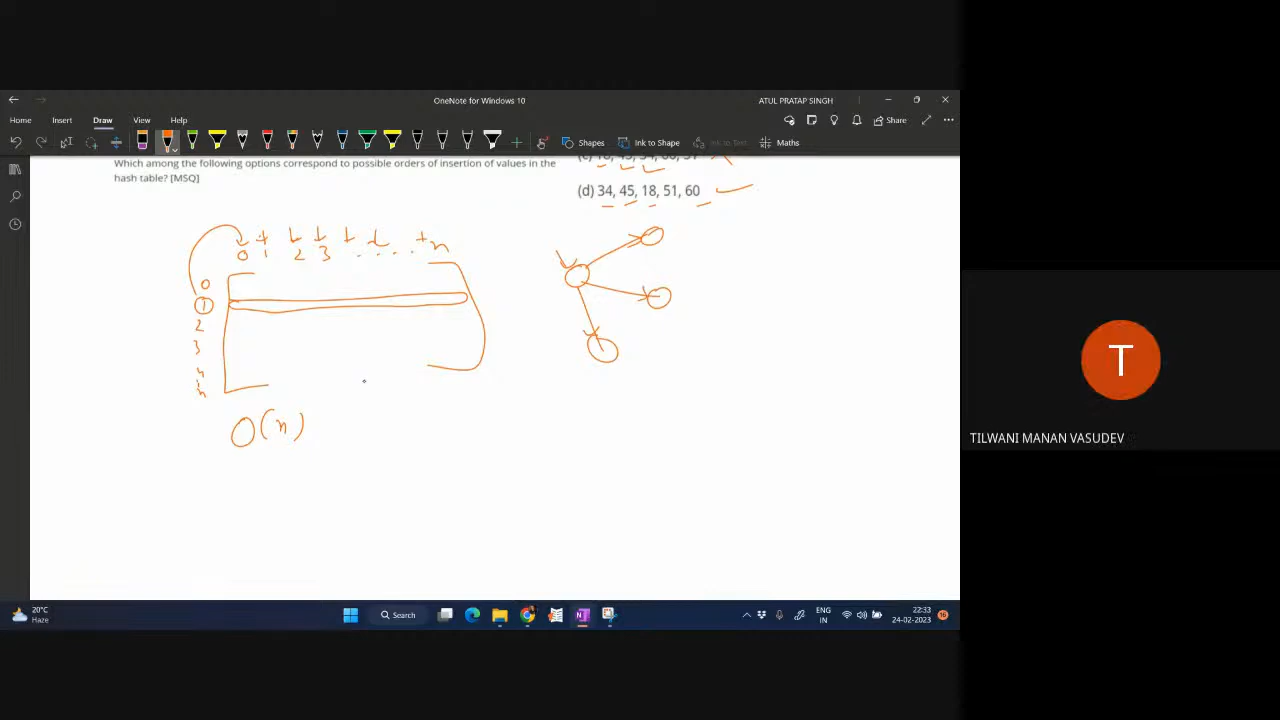 OneNote for Windows 10
ATUL PRATAP SINGH
Home Insert Draw View Help
Share
Shapes Ink to Shape Ink to Text Maths
Which among the following options correspond to possible orders of insertion of values in the
hash table? [MSQ]
(d) 34, 45, 18, 51, 60
0 1 2 3 . . . . . n
0
1
2
3
n
O(n)
T
TILWANI MANAN VASUDEV
20°C
Haze
Search
ENG
IN
22:33
24-02-2023